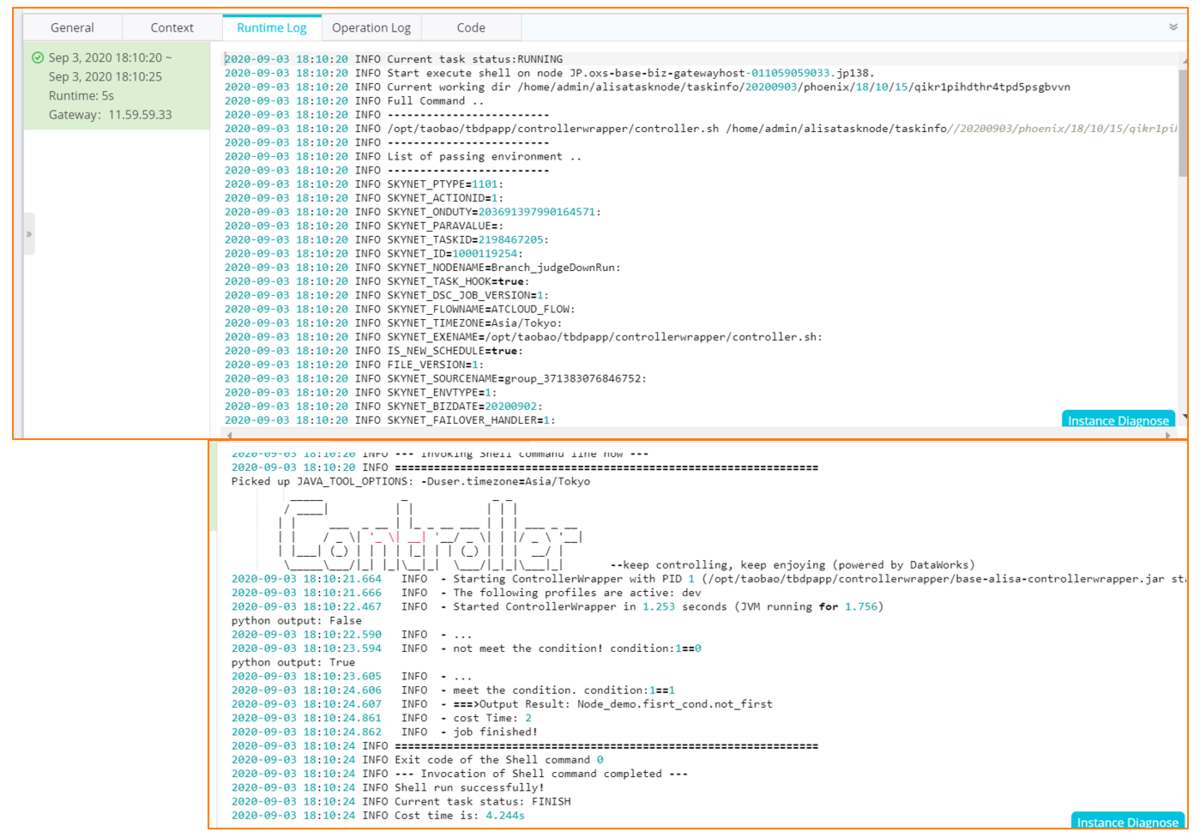 General Context Runtime Log Operation Log Code
Sep 3, 2020 18:10:20 ~
Sep 3, 2020 18:10:25
Runtime: 5s
Gateway: 11.59.59.33
2020-09-03 18:10:20 INFO Current task status:RUNNING
2020-09-03 18:10:20 INFO Start execute shell on node JP.oxs-base-biz-gatewayhost-011059059033.jp138.
2020-09-03 18:10:20 INFO Current working dir /home/admin/alisatasknode/taskinfo/20200903/phoenix/18/10/15/qikr1pihdthr4tpd5psgbvvn
2020-09-03 18:10:20 INFO Full Command ..
2020-09-03 18:10:20 INFO -------------------------
2020-09-03 18:10:20 INFO /opt/taobao/tbdpapp/controllerwrapper/controller.sh /home/admin/alisatasknode/taskinfo//20200903/phoenix/18/10/15/qikr1pi
2020-09-03 18:10:20 INFO -------------------------
2020-09-03 18:10:20 INFO List of passing environment ..
2020-09-03 18:10:20 INFO -------------------------
2020-09-03 18:10:20 INFO SKYNET_PTYPE=1101:
2020-09-03 18:10:20 INFO SKYNET_ACTIONID=1:
2020-09-03 18:10:20 INFO SKYNET_ONDUTY=203691397990164571:
2020-09-03 18:10:20 INFO SKYNET_PARAVALUE=:
2020-09-03 18:10:20 INFO SKYNET_TASKID=2198467205:
2020-09-03 18:10:20 INFO SKYNET_ID=1000119254:
2020-09-03 18:10:20 INFO SKYNET_NODENAME=Branch_judgeDownRun:
2020-09-03 18:10:20 INFO SKYNET_TASK_HOOK=true:
2020-09-03 18:10:20 INFO SKYNET_DSC_JOB_VERSION=1:
2020-09-03 18:10:20 INFO SKYNET_FLOWNAME=ATCLOUD_FLOW:
2020-09-03 18:10:20 INFO SKYNET_TIMEZONE=Asia/Tokyo:
2020-09-03 18:10:20 INFO SKYNET_EXENAME=/opt/taobao/tbdpapp/controllerwrapper/controller.sh:
2020-09-03 18:10:20 INFO IS_NEW_SCHEDULE=true:
2020-09-03 18:10:20 INFO FILE_VERSION=1:
2020-09-03 18:10:20 INFO SKYNET_SOURCENAME=group_371383076846752:
2020-09-03 18:10:20 INFO SKYNET_ENVTYPE=1:
2020-09-03 18:10:20 INFO SKYNET_BIZDATE=20200902:
2020-09-03 18:10:20 INFO SKYNET_FAILOVER_HANDLER=1:
Instance Diagnose
2020-09-03 18:10:20 INFO --- Invoking Shell command line now ---
2020-09-03 18:10:20 INFO =================================================================
Picked up JAVA_TOOL_OPTIONS: -Duser.timezone=Asia/Tokyo
Controller
--keep controlling, keep enjoying (powered by DataWorks)
2020-09-03 18:10:21.664 INFO - Starting ControllerWrapper with PID 1 (/opt/taobao/tbdpapp/controllerwrapper/base-alisa-controllerwrapper.jar sta
2020-09-03 18:10:21.666 INFO - The following profiles are active: dev
2020-09-03 18:10:22.467 INFO - Started ControllerWrapper in 1.253 seconds (JVM running for 1.756)
python output: False
2020-09-03 18:10:22.590 INFO - ...
2020-09-03 18:10:23.594 INFO - not meet the condition! condition:1==0
python output: True
2020-09-03 18:10:23.605 INFO - ...
2020-09-03 18:10:24.606 INFO - meet the condition. condition:1==1
2020-09-03 18:10:24.607 INFO - ===>Output Result: Node_demo.fisrt_cond.not_first
2020-09-03 18:10:24.861 INFO - cost Time: 2
2020-09-03 18:10:24.862 INFO - job finished!
2020-09-03 18:10:24 INFO =================================================================
2020-09-03 18:10:24 INFO Exit code of the Shell command 0
2020-09-03 18:10:24 INFO --- Invocation of Shell command completed ---
2020-09-03 18:10:24 INFO Shell run successfully!
2020-09-03 18:10:24 INFO Current task status: FINISH
2020-09-03 18:10:24 INFO Cost time is: 4.244s
Instance Diagnose